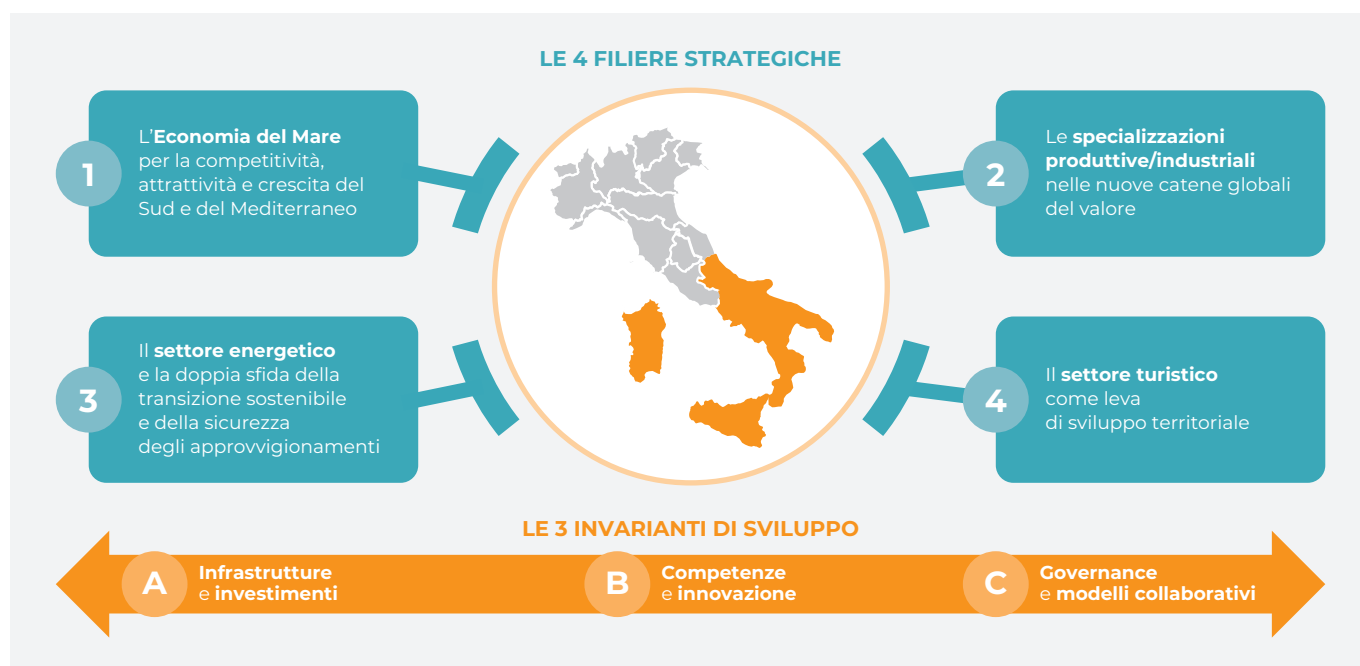 LE 4 FILIERE STRATEGICHE
1
L'Economia del Mare
per la competitività,
attrattività e crescita del
Sud e del Mediterraneo
2
Le specializzazioni
produttive/industriali
nelle nuove catene globali
del valore
3
Il settore energetico
e la doppia sfida della
transizione sostenibile
e della sicurezza
degli approvvigionamenti
4
Il settore turistico
come leva
di sviluppo territoriale
LE 3 INVARIANTI DI SVILUPPO
A
Infrastrutture
e investimenti
B
Competenze
e innovazione
C
Governance
e modelli collaborativi